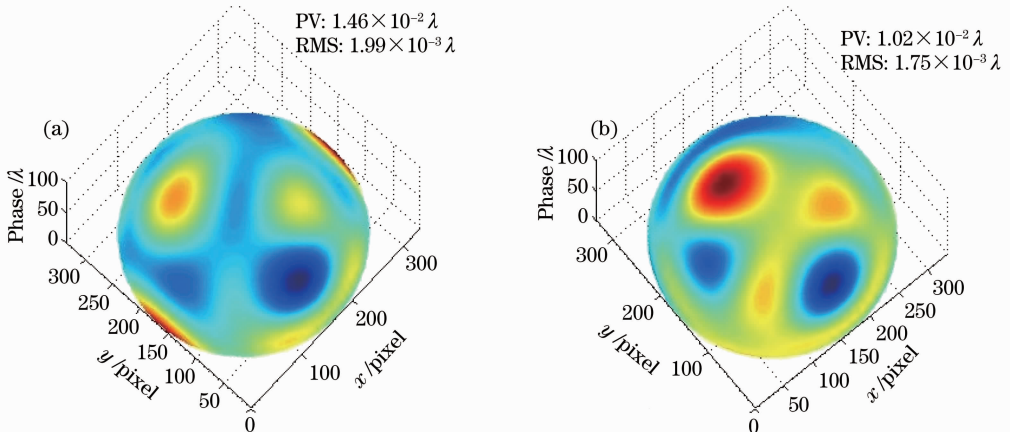 PV: 1.46×10⁻² λ
RMS: 1.99×10⁻³ λ
(a)
Phase /λ
100
50
0
300
250
200
150
100
50
0
y /pixel
100
200
300
x /pixel
PV: 1.02×10⁻² λ
RMS: 1.75×10⁻³ λ
(b)
Phase /λ
100
50
0
300
200
100
0
y /pixel
50
100
150
200
250
300
x /pixel